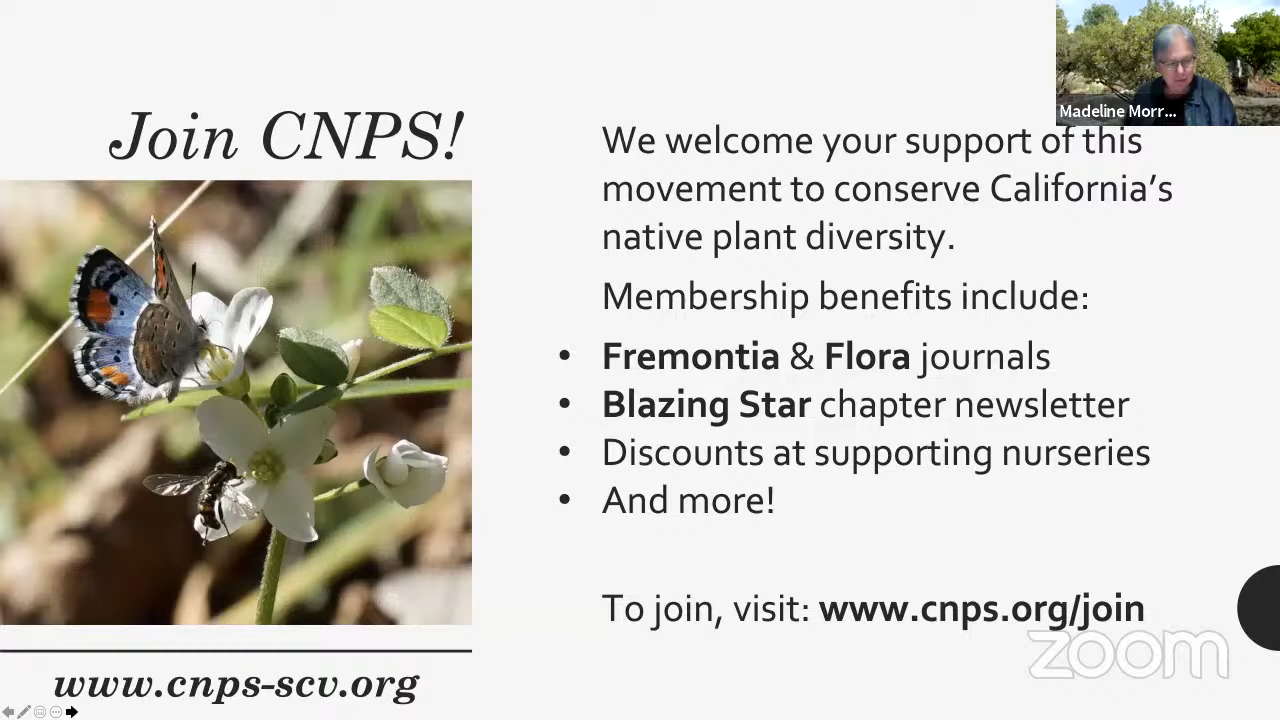 Join CNPS!
Madeline Morr...
We welcome your support of this
movement to conserve California's
native plant diversity.
Membership benefits include:
• Fremontia & Flora journals
• Blazing Star chapter newsletter
• Discounts at supporting nurseries
• And more!
To join, visit: www.cnps.org/join
zoom
www.cnps-scv.org